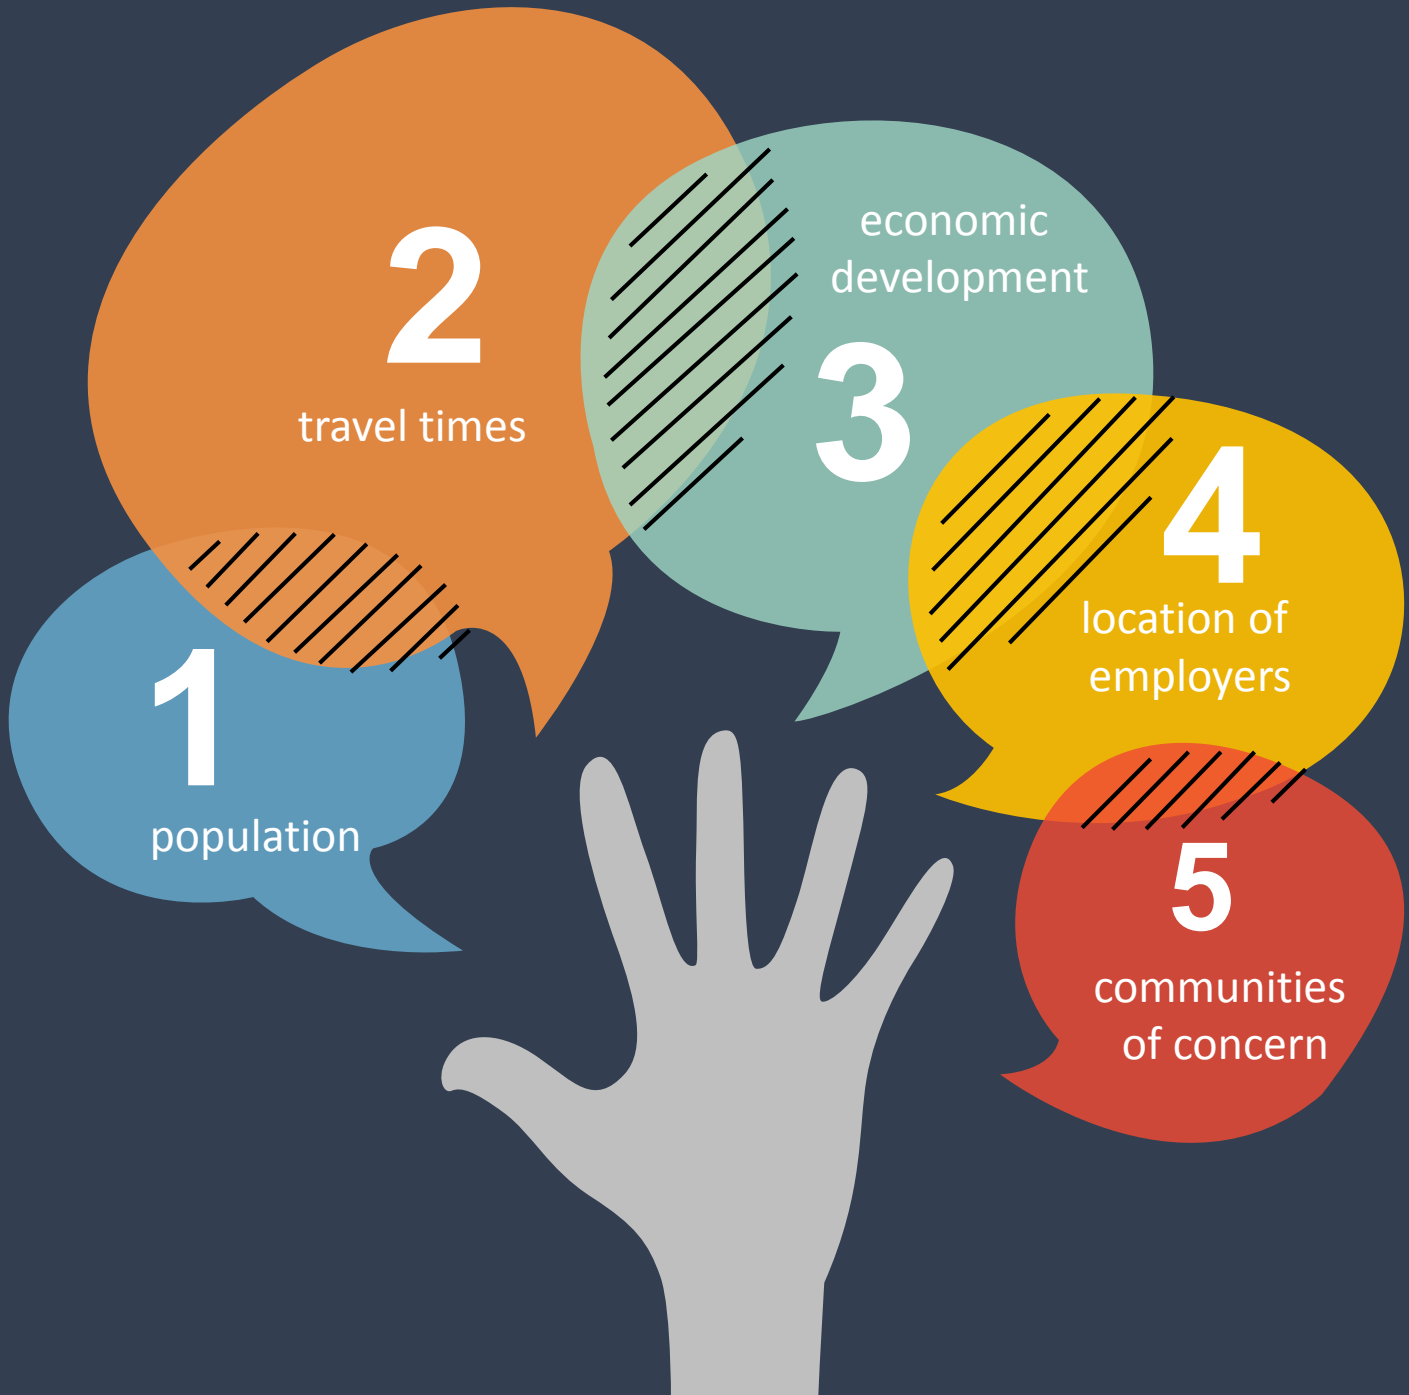 1
population
2
travel times
economic
development
3
4
location of
employers
5
communities
of concern